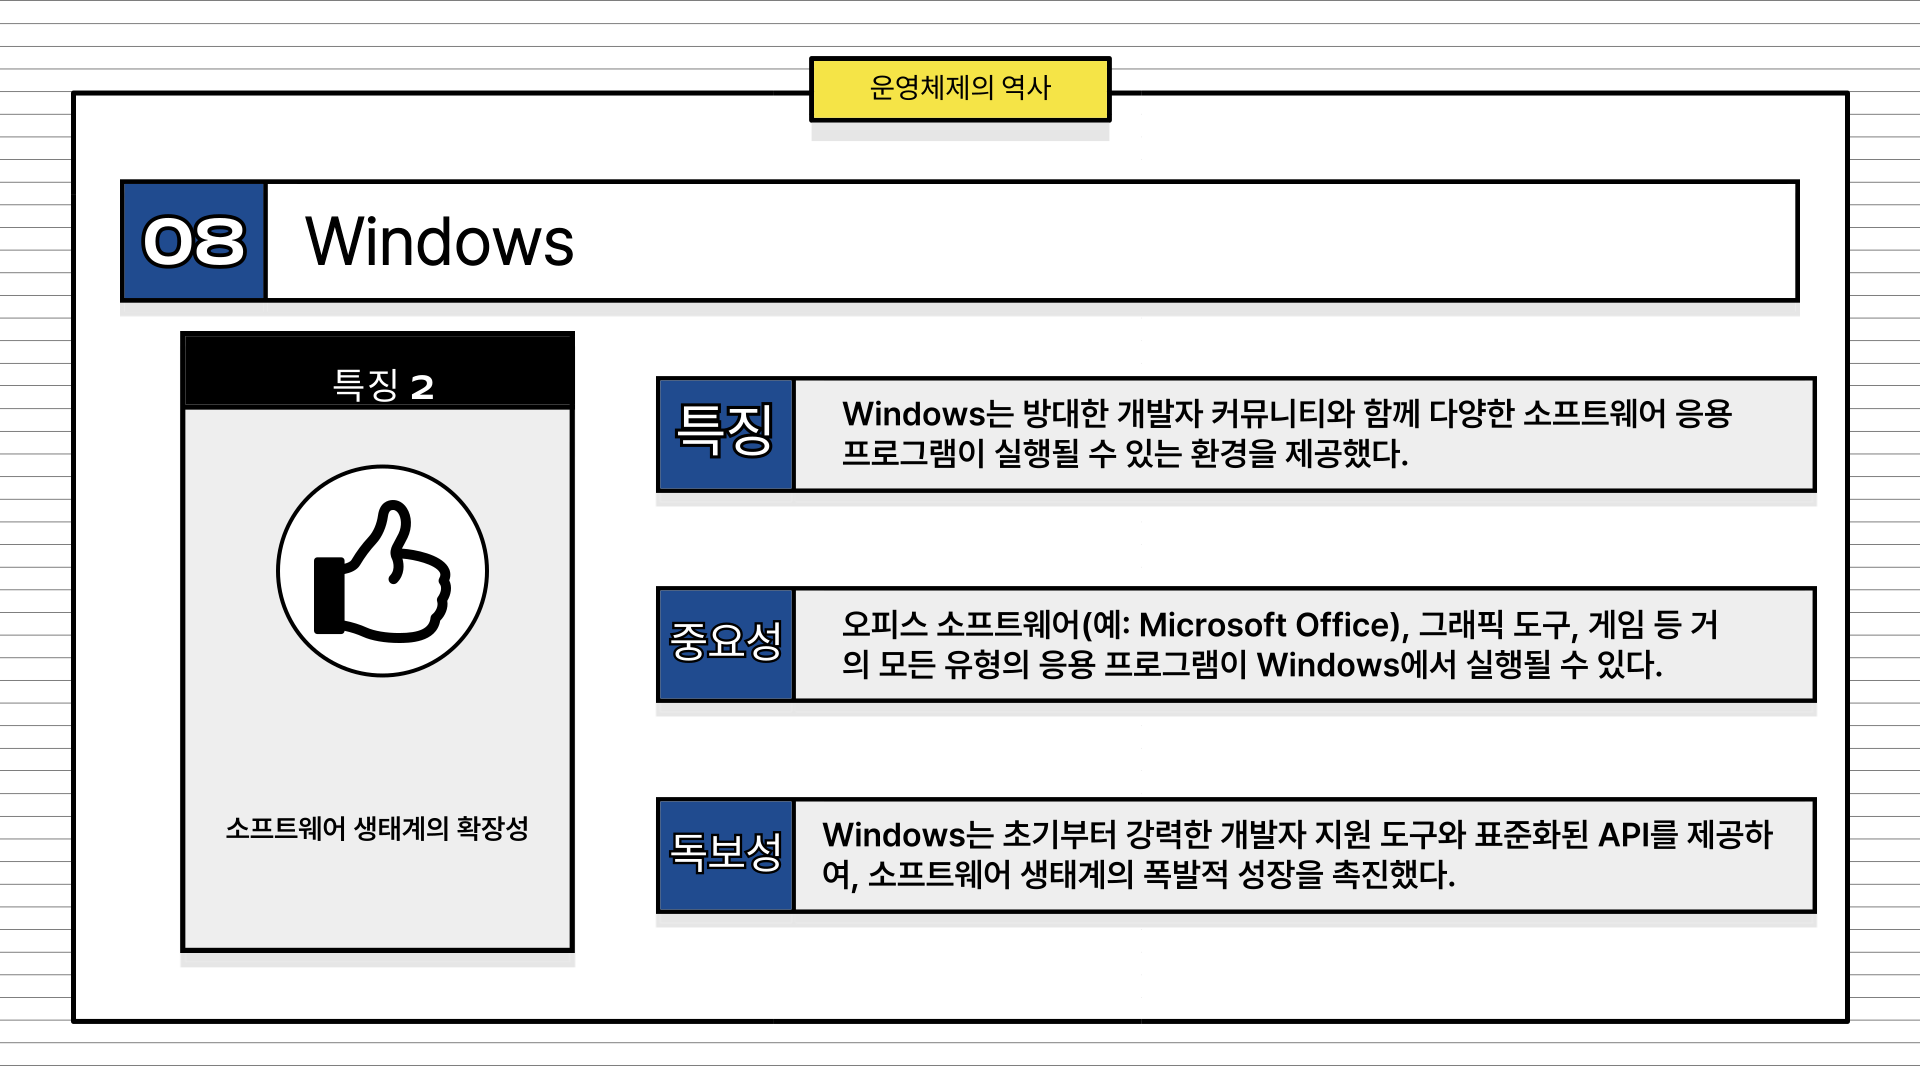 운영체제의 역사
08
Windows
특징 2
소프트웨어 생태계의 확장성
특징
Windows는 방대한 개발자 커뮤니티와 함께 다양한 소프트웨어 응용
프로그램이 실행될 수 있는 환경을 제공했다.
중요성
오피스 소프트웨어(예: Microsoft Office), 그래픽 도구, 게임 등 거
의 모든 유형의 응용 프로그램이 Windows에서 실행될 수 있다.
독보성
Windows는 초기부터 강력한 개발자 지원 도구와 표준화된 API를 제공하
여, 소프트웨어 생태계의 폭발적 성장을 촉진했다.